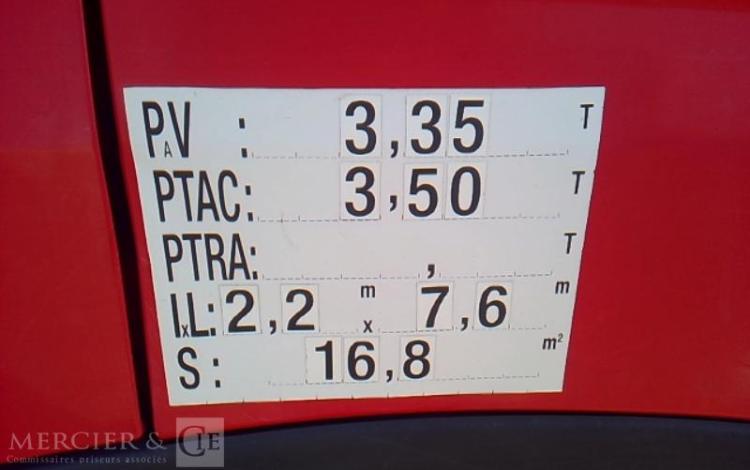 PAV : 3,35 T
PTAC: 3,50 T
PTRA: , T
lxL: 2,2 m x 7,6 m
S : 16,8 m²
MERCIER & CIE
Commissaires priseurs associés